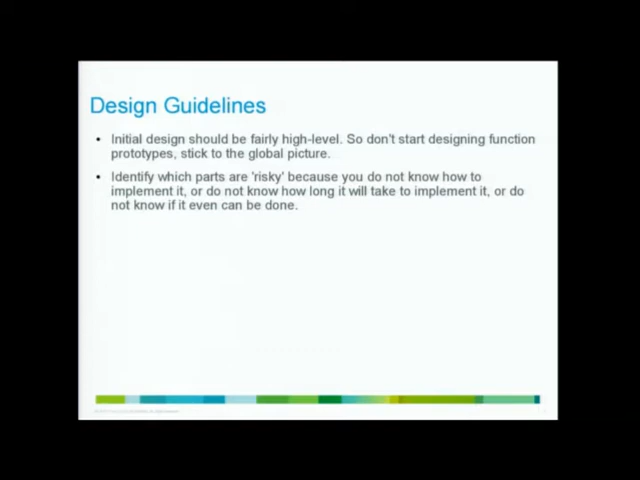 Design Guidelines
• Initial design should be fairly high-level. So don't start designing function
prototypes, stick to the global picture.
• Identify which parts are 'risky' because you do not know how to
implement it, or do not know how long it will take to implement it, or do
not know if it even can be done.